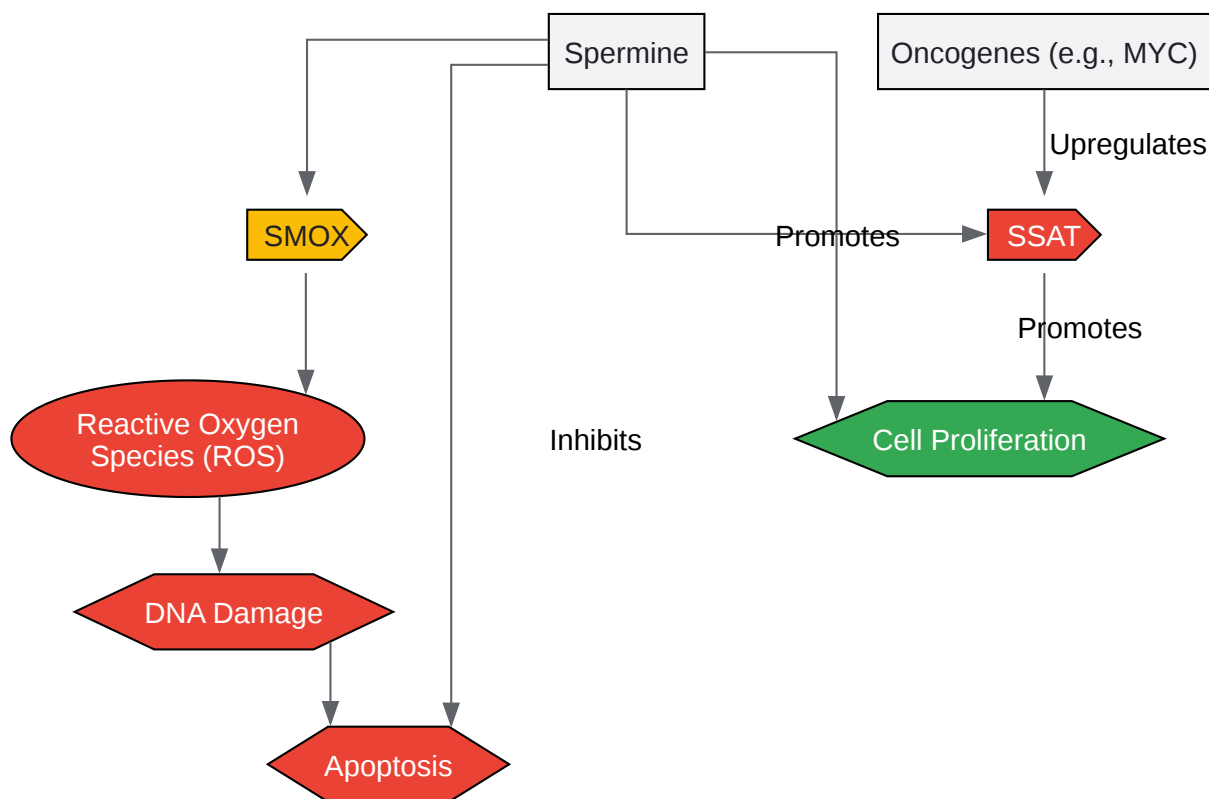 Spermine
Oncogenes (e.g., MYC)
Upregulates
SMOX
Promotes
SSAT
Promotes
Reactive Oxygen
Species (ROS)
Inhibits
Cell Proliferation
DNA Damage
Apoptosis